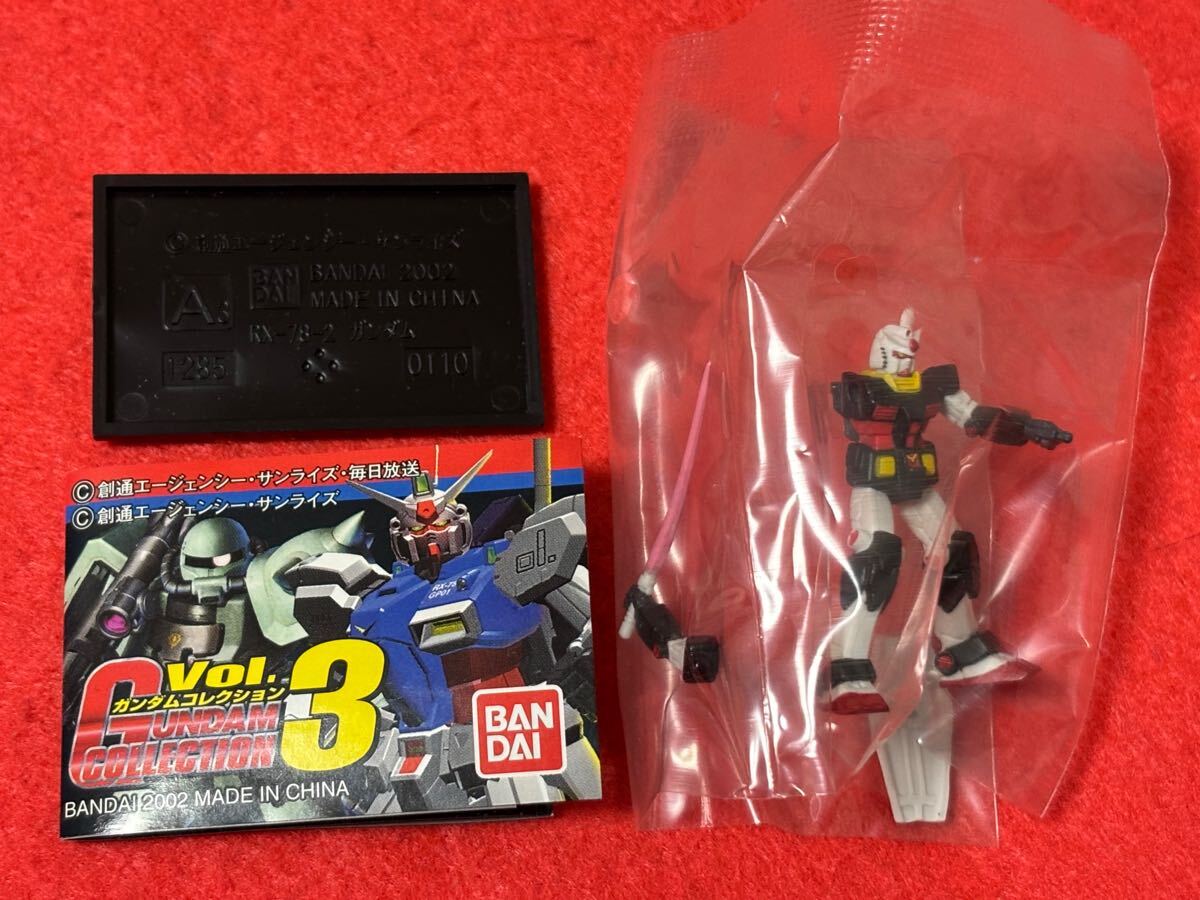 © 創通エージェンシー・サンライズ
BANDAI
BANDAI 2002
MADE IN CHINA
RX-78-2 ガンダム
1285
0110
© 創通エージェンシー・サンライズ・毎日放送
© 創通エージェンシー・サンライズ
RX-78
GP01
01.
Vol.
3
ガンダムコレクション
GUNDAM
COLLECTION
BAN
DAI
BANDAI 2002 MADE IN CHINA